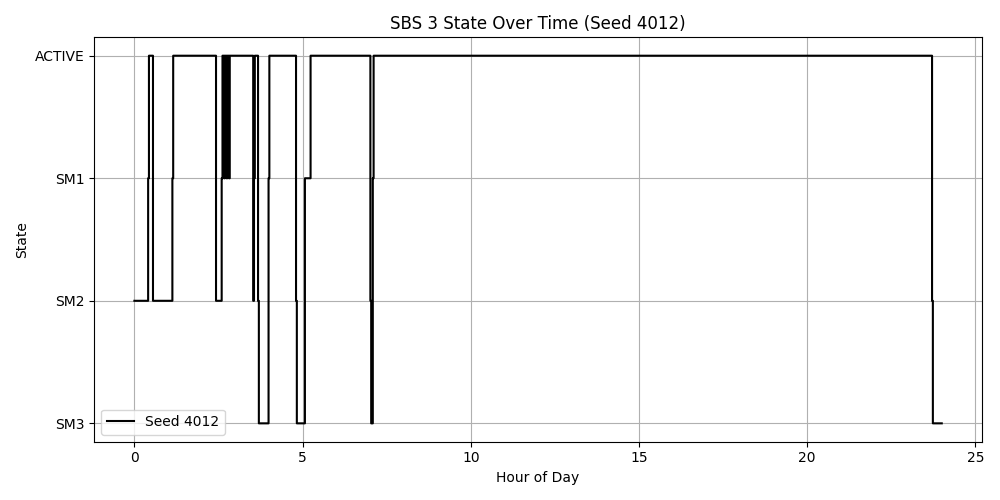 SBS 3 State Over Time (Seed 4012)
ACTIVE
SM1
SM2
SM3
State
Seed 4012
0 5 10 15 20 25
Hour of Day